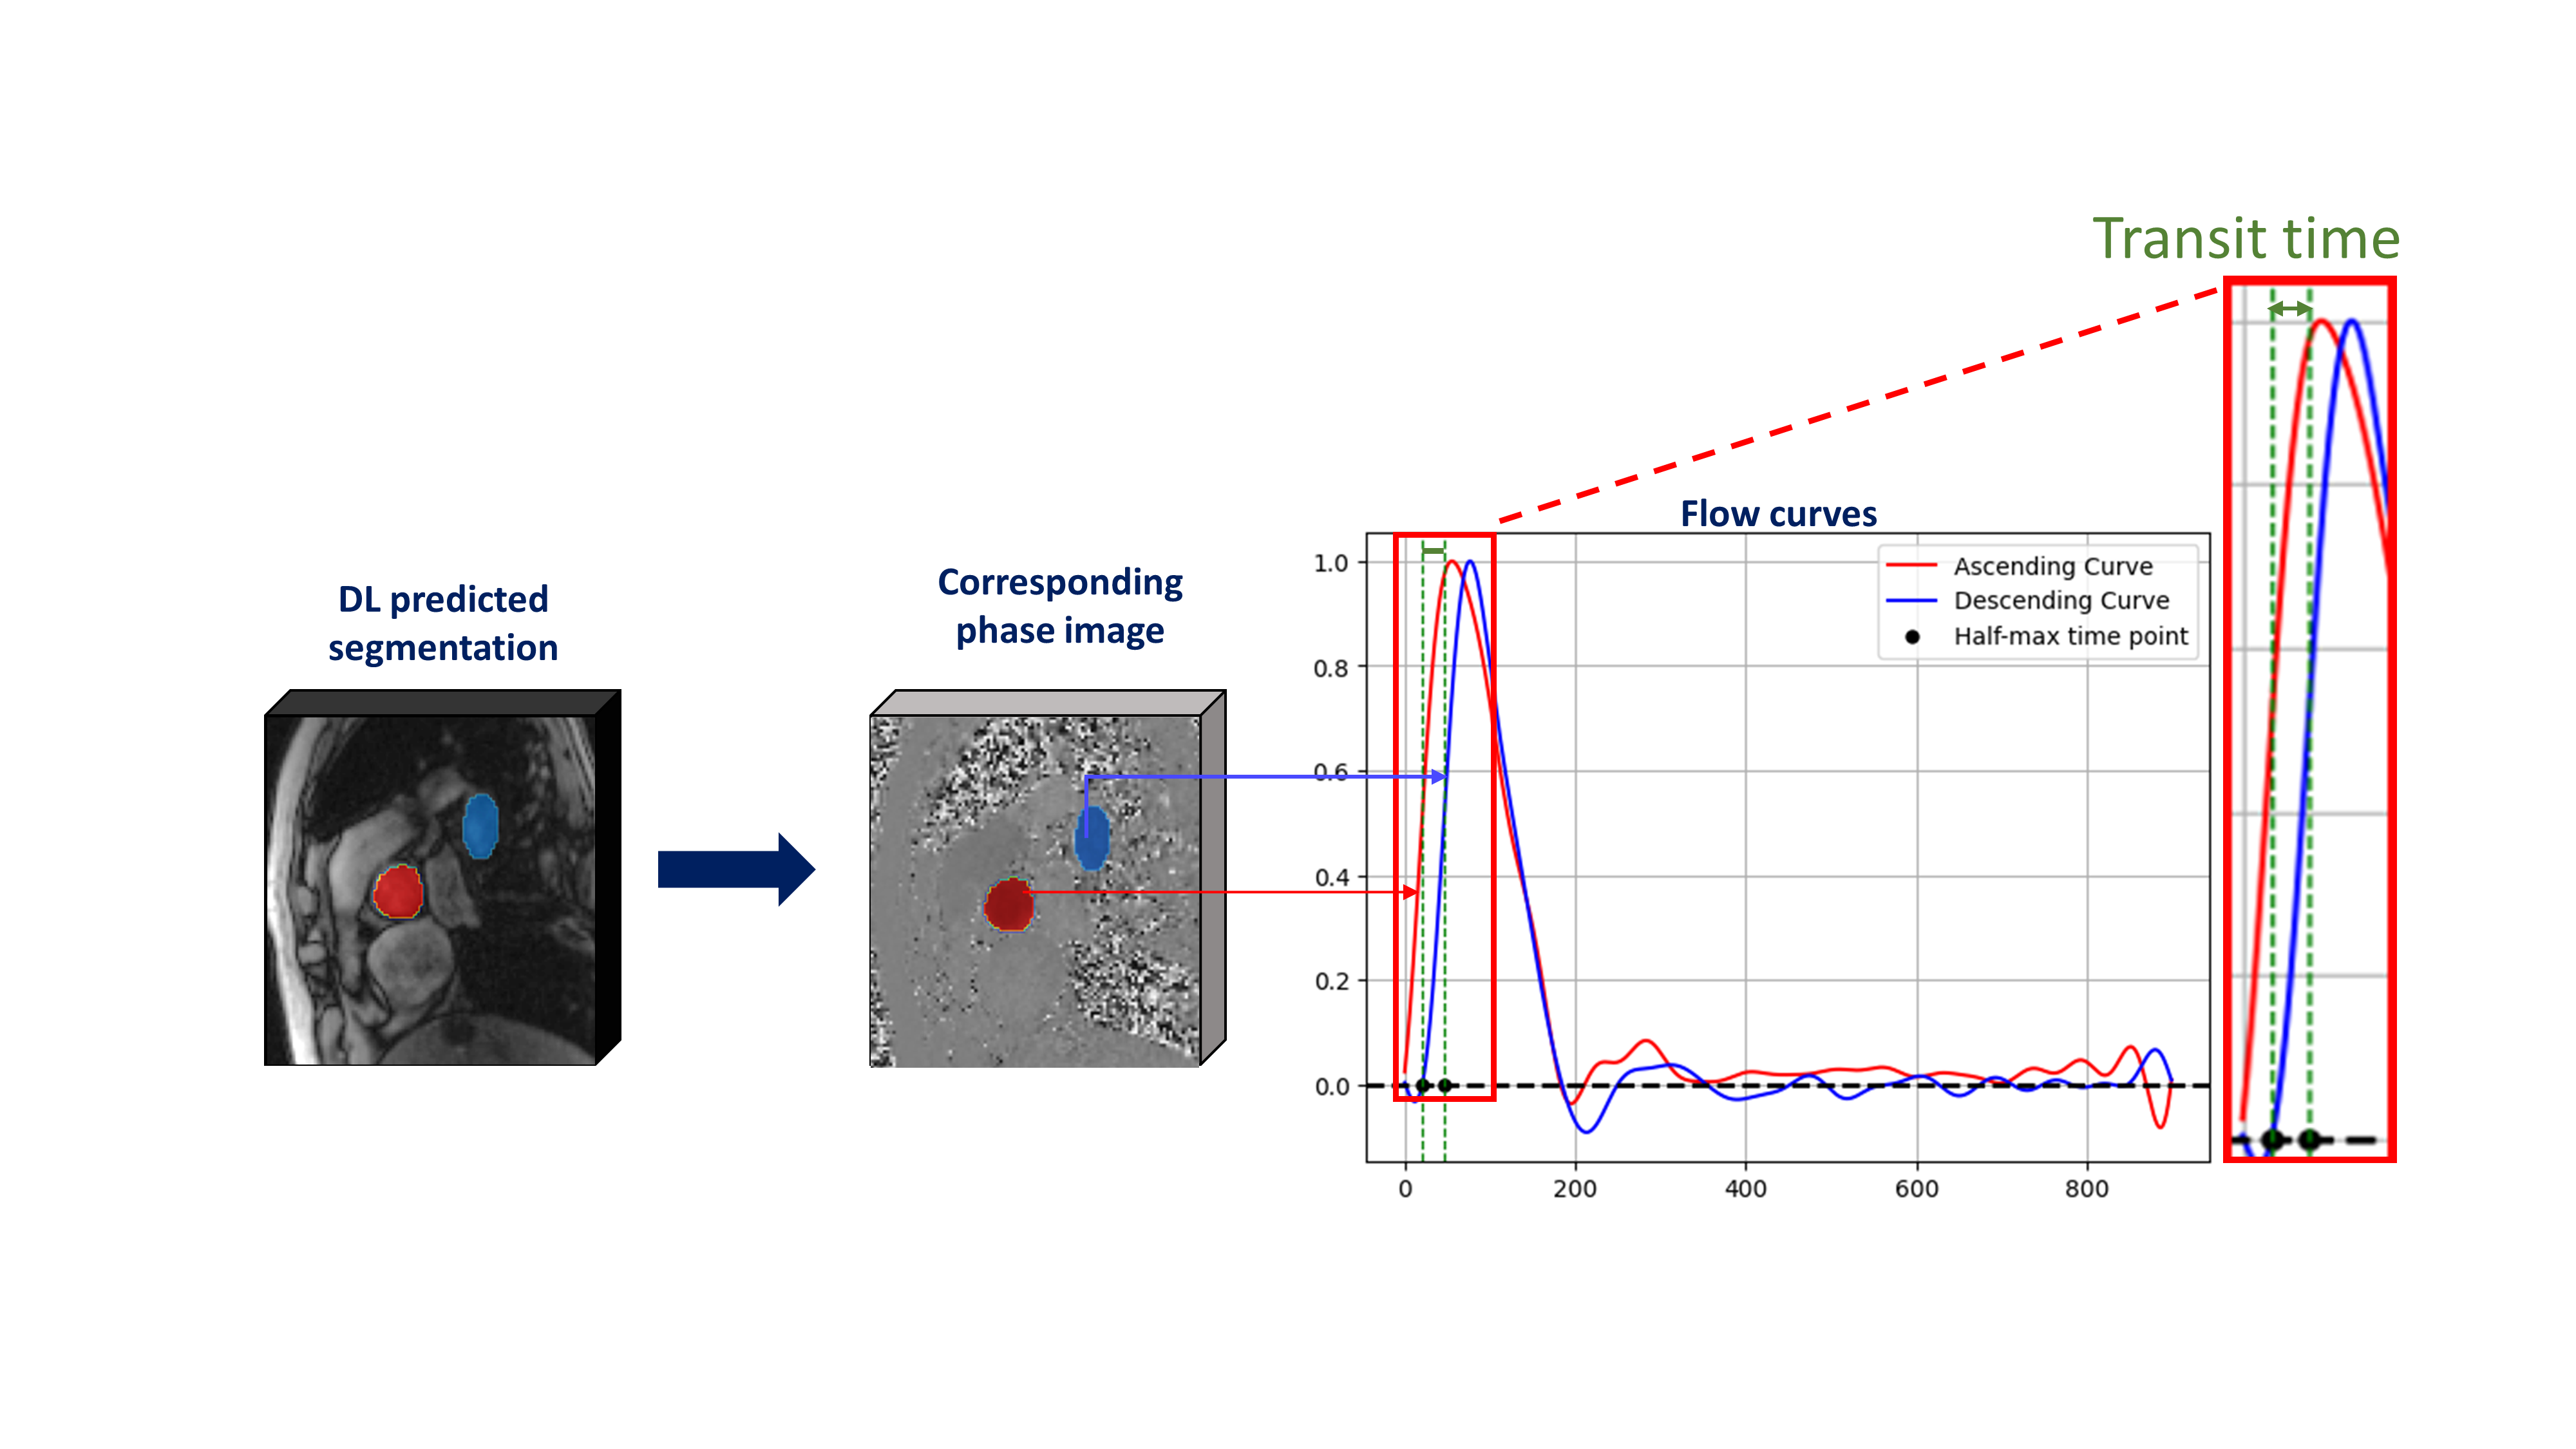 Transit time
Flow curves
DL predicted
segmentation
Corresponding
phase image
1.0
0.8
0.6
0.4
0.2
0.0
0
200
400
600
800
Ascending Curve
Descending Curve
Half-max time point